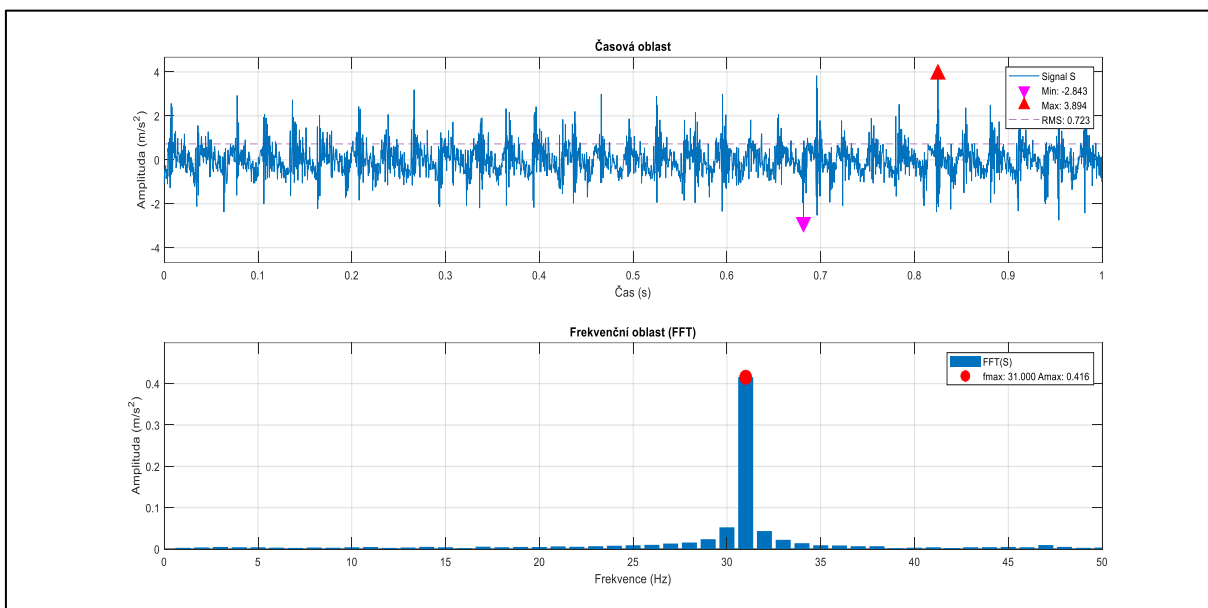 Časová oblast
Amplituda (m/s²)
4
2
0
-2
-4
Signal S
Min: -2.843
Max: 3.894
RMS: 0.723
0 0.1 0.2 0.3 0.4 0.5 0.6 0.7 0.8 0.9 1
Čas (s)
Frekvenční oblast (FFT)
Amplituda (m/s²)
0.4
0.3
0.2
0.1
0
FFT(S)
fmax: 31.000 Amax: 0.416
0 5 10 15 20 25 30 35 40 45 50
Frekvence (Hz)